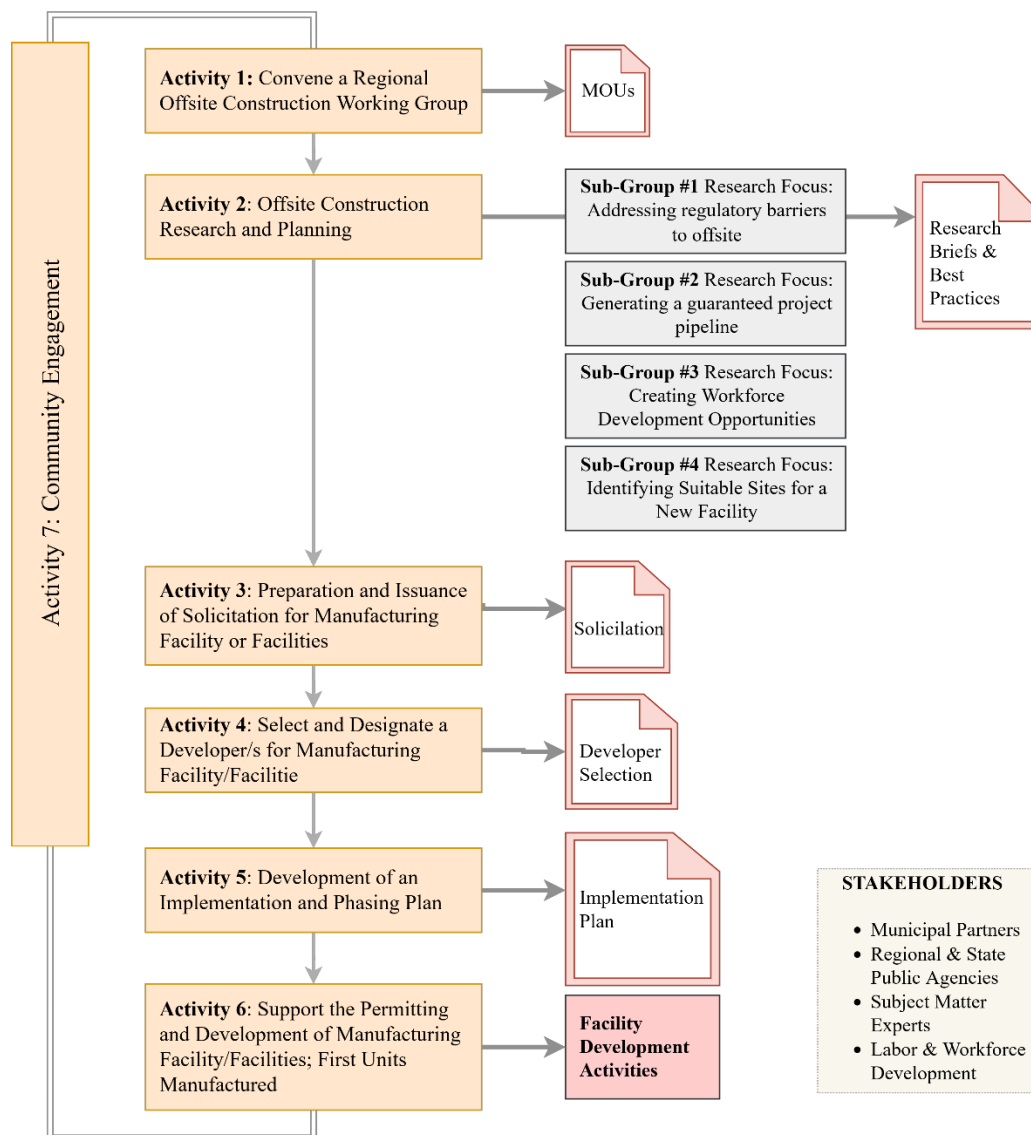 Activity 7: Community Engagement
Activity 1: Convene a Regional
Offsite Construction Working Group
MOUs
Activity 2: Offsite Construction
Research and Planning
Sub-Group #1 Research Focus:
Addressing regulatory barriers
to offsite
Sub-Group #2 Research Focus:
Generating a guaranteed project
pipeline
Sub-Group #3 Research Focus:
Creating Workforce
Development Opportunities
Sub-Group #4 Research Focus:
Identifying Suitable Sites for a
New Facility
Research
Briefs &
Best
Practices
Activity 3: Preparation and Issuance
of Solicitation for Manufacturing
Facility or Facilities
Solicilation
Activity 4: Select and Designate a
Developer/s for Manufacturing
Facility/Facilitie
Developer
Selection
Activity 5: Development of an
Implementation and Phasing Plan
Implementation
Plan
Activity 6: Support the Permitting
and Development of Manufacturing
Facility/Facilities; First Units
Manufactured
Facility
Development
Activities
STAKEHOLDERS
• Municipal Partners
• Regional & State
Public Agencies
• Subject Matter
Experts
• Labor & Workforce
Development